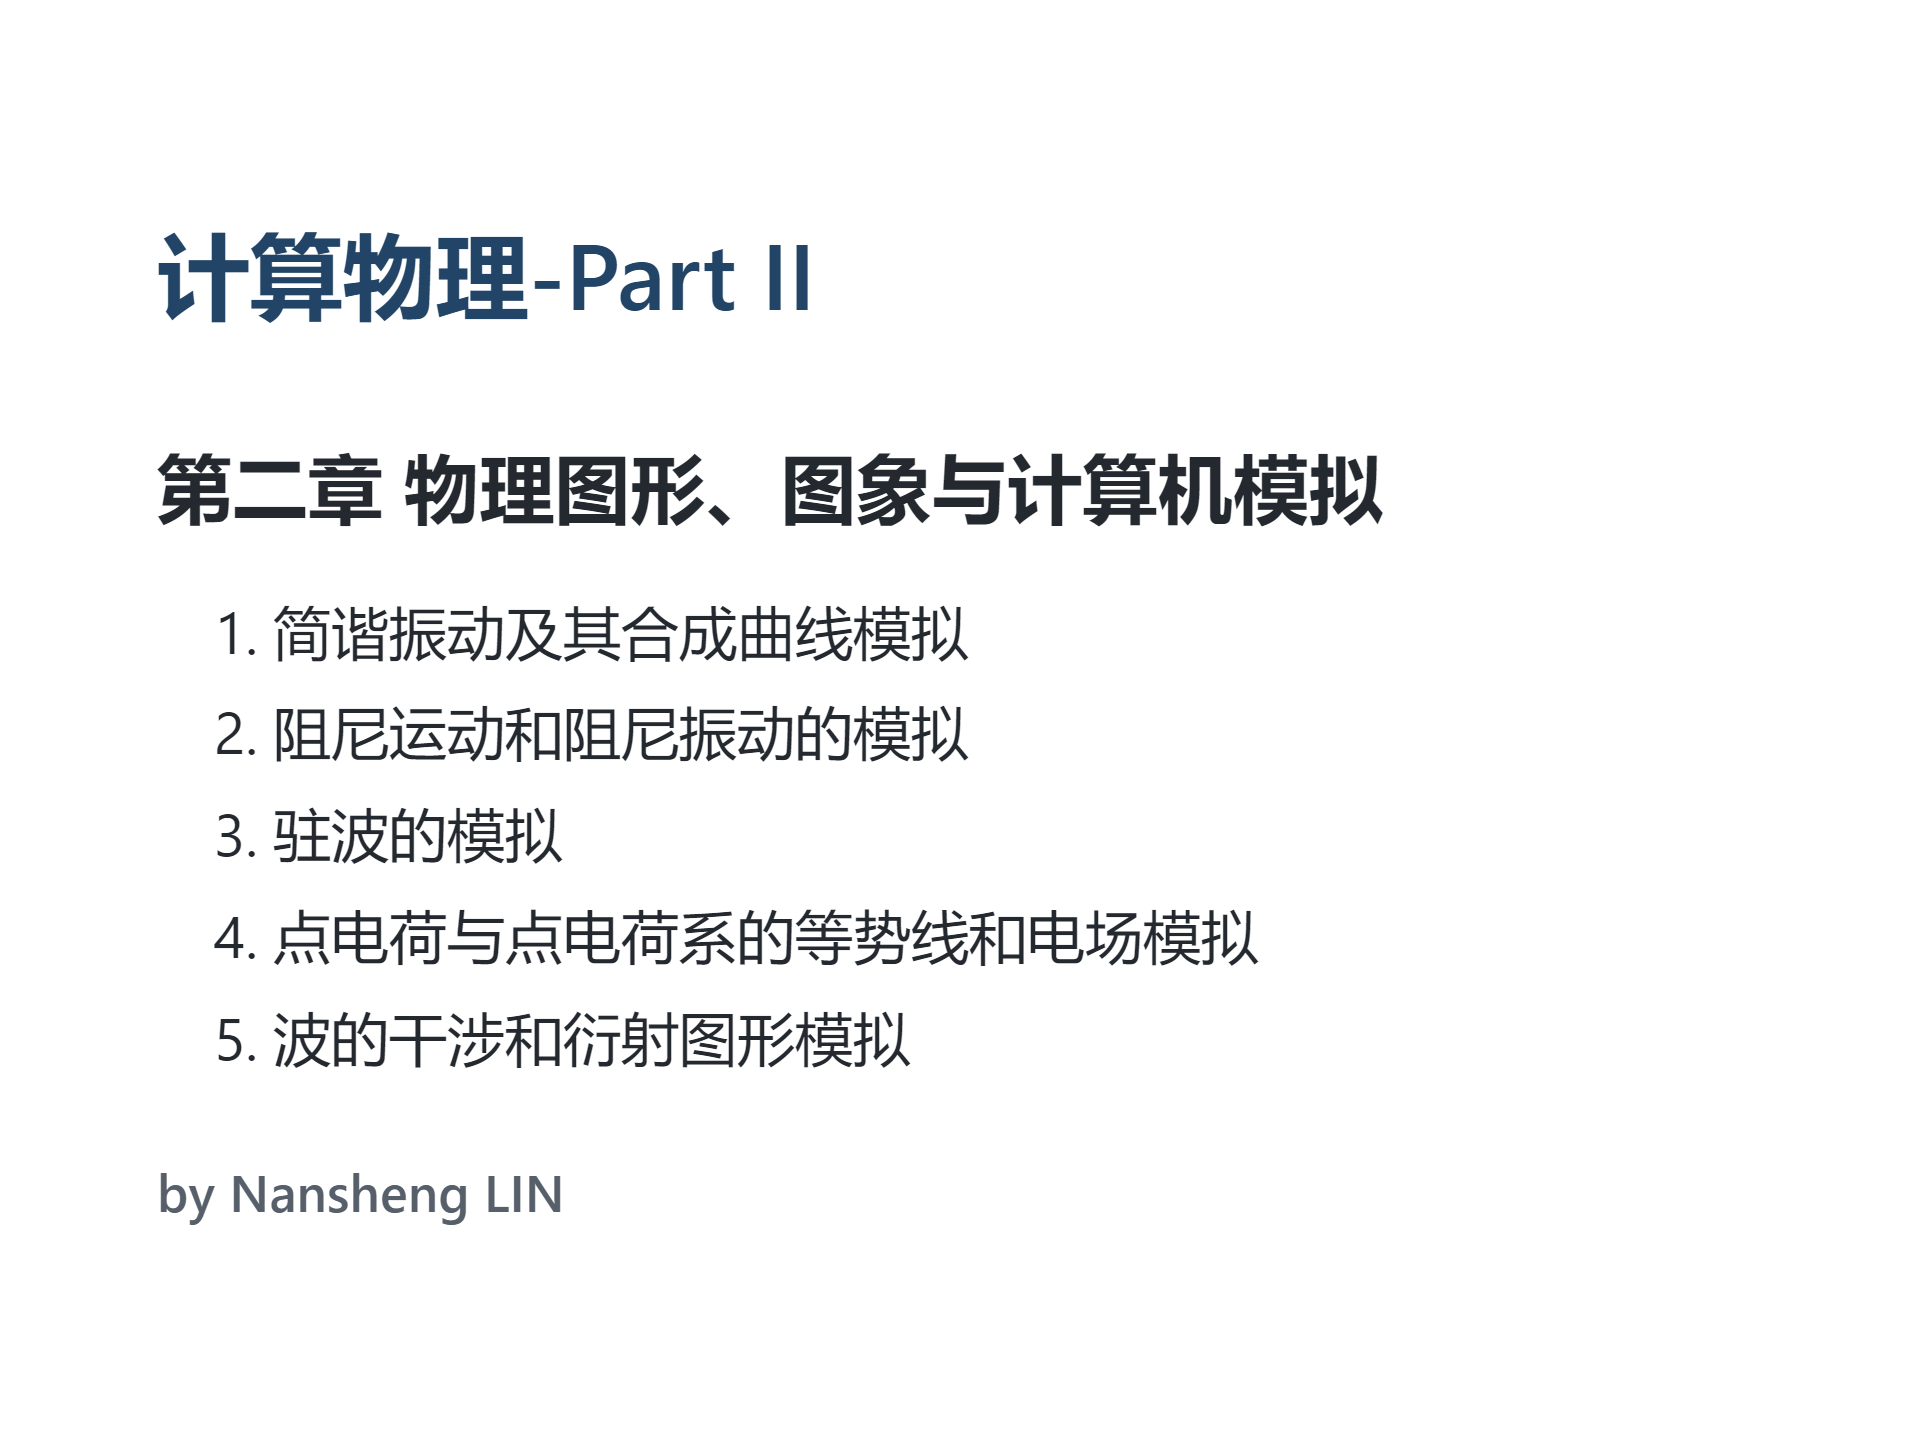 计算物理-Part II
第二章 物理图形、图象与计算机模拟
1. 简谐振动及其合成曲线模拟
2. 阻尼运动和阻尼振动的模拟
3. 驻波的模拟
4. 点电荷与点电荷系的等势线和电场模拟
5. 波的干涉和衍射图形模拟
by Nansheng LIN